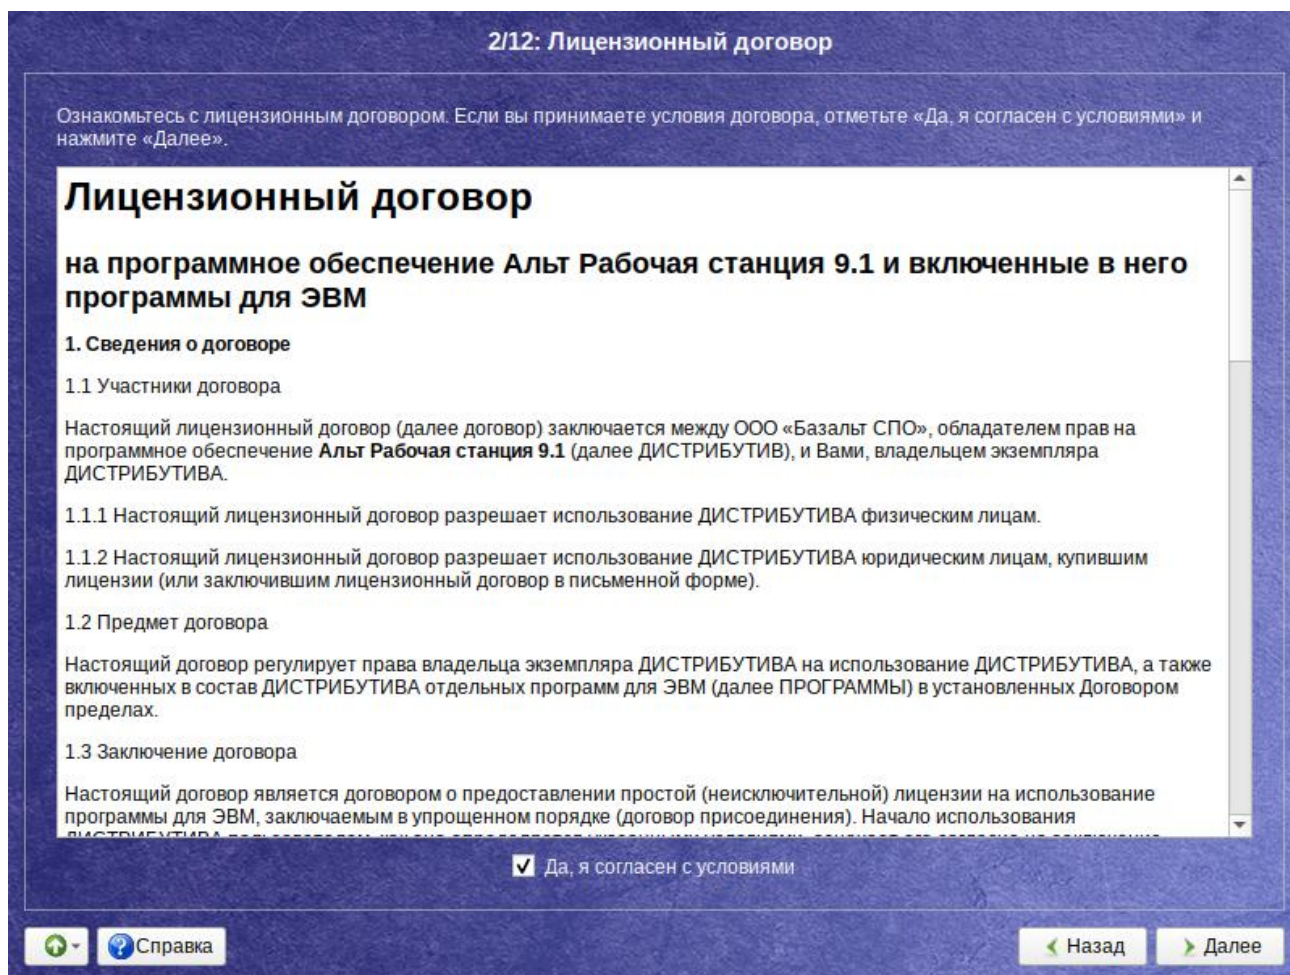 2/12: Лицензионный договор
Ознакомьтесь с лицензионным договором. Если вы принимаете условия договора, отметьте «Да, я согласен с условиями» и
нажмите «Далее».
Лицензионный договор
на программное обеспечение Альт Рабочая станция 9.1 и включенные в него
программы для ЭВМ
1. Сведения о договоре
1.1 Участники договора
Настоящий лицензионный договор (далее договор) заключается между ООО «Базальт СПО», обладателем прав на
программное обеспечение Альт Рабочая станция 9.1 (далее ДИСТРИБУТИВ), и Вами, владельцем экземпляра
ДИСТРИБУТИВА.
1.1.1 Настоящий лицензионный договор разрешает использование ДИСТРИБУТИВА физическим лицам.
1.1.2 Настоящий лицензионный договор разрешает использование ДИСТРИБУТИВА юридическим лицам, купившим
лицензии (или заключившим лицензионный договор в письменной форме).
1.2 Предмет договора
Настоящий договор регулирует права владельца экземпляра ДИСТРИБУТИВА на использование ДИСТРИБУТИВА, а также
включенных в состав ДИСТРИБУТИВА отдельных программ для ЭВМ (далее ПРОГРАММЫ) в установленных Договором
пределах.
1.3 Заключение договора
Настоящий договор является договором о предоставлении простой (неисключительной) лицензии на использование
программы для ЭВМ, заключаемым в упрощенном порядке (договор присоединения). Начало использования
Да, я согласен с условиями
Справка
Назад
Далее